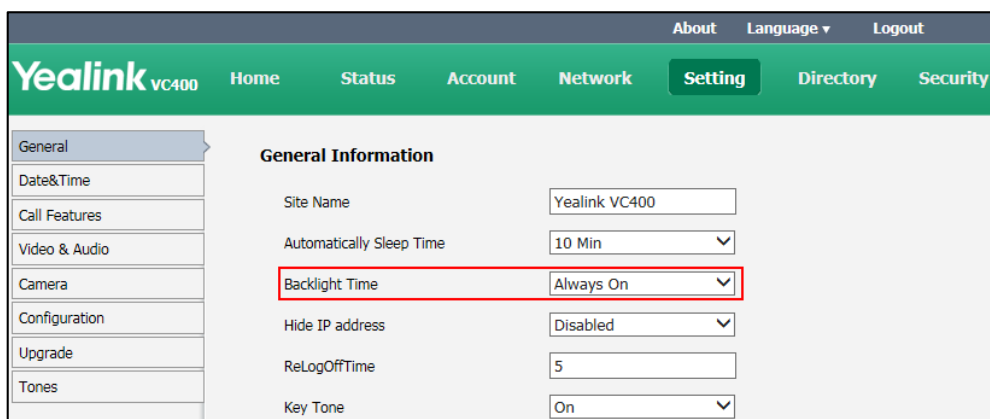 About Language ▾ Logout
Yealink VC400 Home Status Account Network Setting Directory Security
General
Date&Time
Call Features
Video & Audio
Camera
Configuration
Upgrade
Tones
General Information
Site Name Yealink VC400
Automatically Sleep Time 10 Min
Backlight Time Always On
Hide IP address Disabled
ReLogOffTime 5
Key Tone On